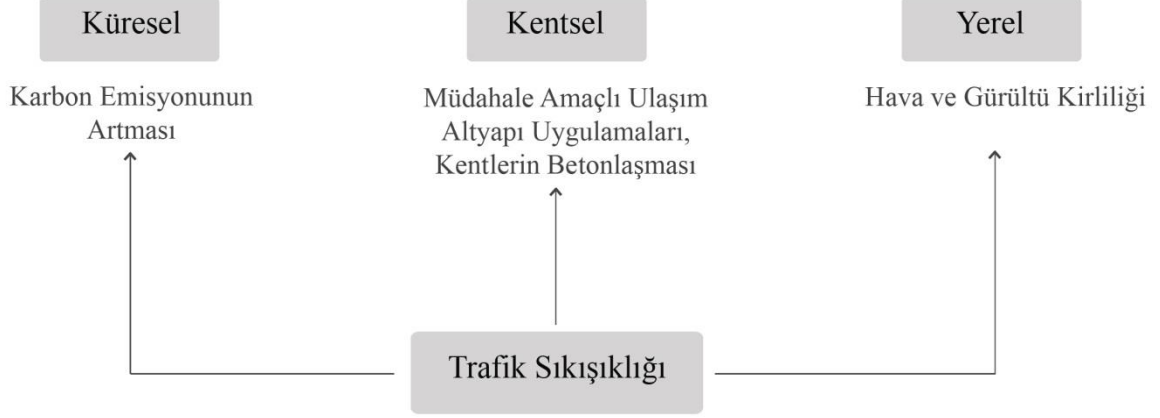 Küresel
Kentsel
Yerel
Karbon Emisyonunun
Artması
Müdahale Amaçlı Ulaşım
Altyapı Uygulamaları,
Kentlerin Betonlaşması
Hava ve Gürültü Kirliliği
Trafik Sıkışıklığı